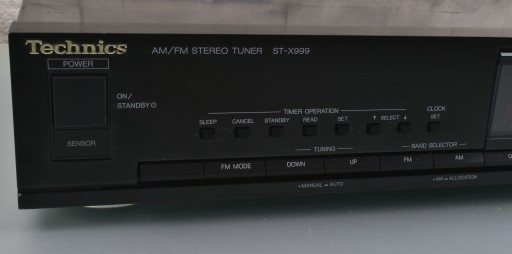 Technics
AM/FM STEREO TUNER ST-X999
POWER
ON/
STANDBY
SENSOR
TIMER OPERATION
SLEEP CANCEL STANDBY READ SET SELECT
CLOCK
SET
TUNING
BAND SELECTOR
FM MODE DOWN UP FM AM
MANUAL AUTO
AM ALLOCATION